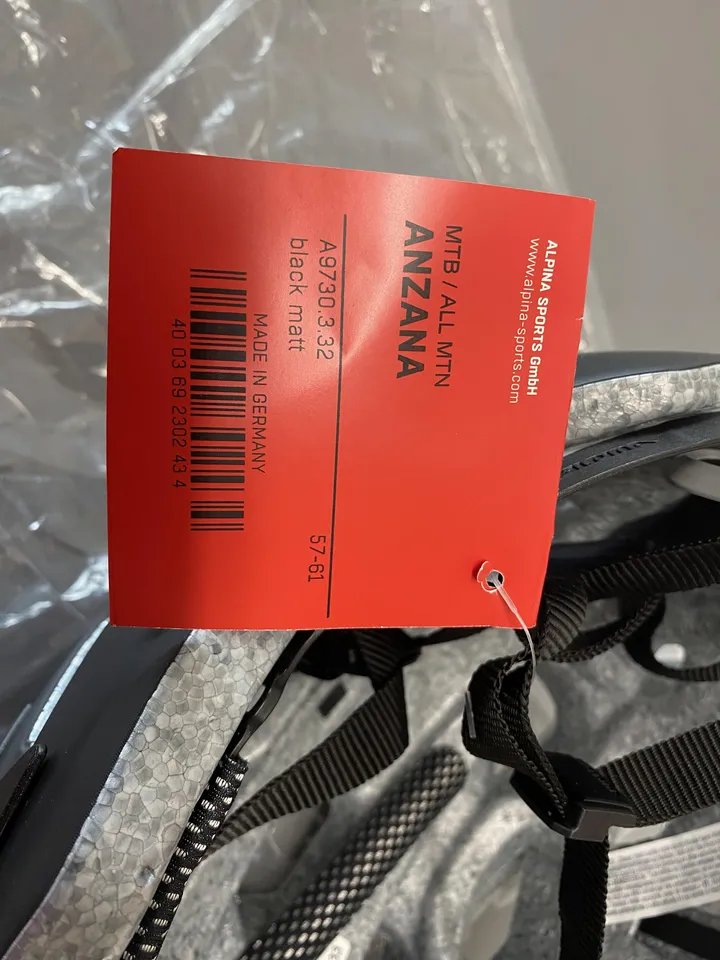 ALPINA SPORTS GmbH
www.alpina-sports.com
MTB / ALL MTN
ANZANA
A9730.3.32
57-61
black matt
MADE IN GERMANY
40 03 69 2302 43 4